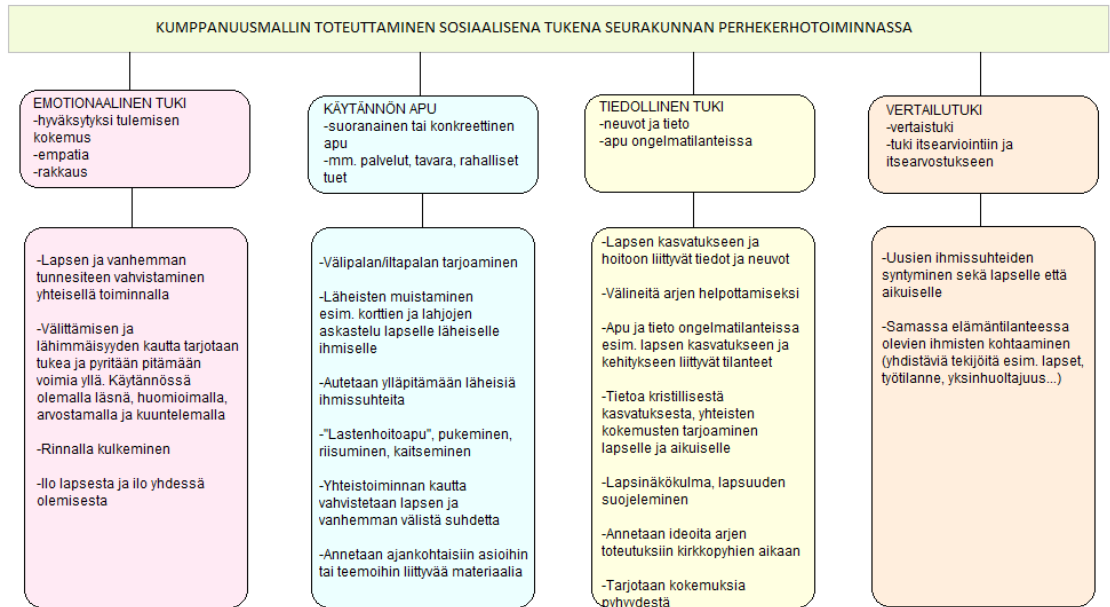 KUMPPANUUSMALLIN TOTEUTTAMINEN SOSIAALISENA TUKENA SEURAKUNNAN PERHEKERHOTOIMINNASSA
EMOTIONAALINEN TUKI
-hyväksytyksi tulemisen
kokemus
-empatia
-rakkaus
KÄYTÄNNÖN APU
-suoranainen tai konkreettinen
apu
-mm. palvelut, tavara, rahalliset
tuet
TIEDOLLINEN TUKI
-neuvot ja tieto
-apu ongelmatilanteissa
VERTAILUTUKI
-vertaistuki
-tuki itsearviointiin ja
itsearvostukseen
-Lapsen ja vanhemman
tunnesiteen vahvistaminen
yhteisellä toiminnalla
-Välittämisen ja
lähimmäisyyden kautta tarjotaan
tukea ja pyritään pitämään
voimia yllä. Käytännössä
olemalla läsnä, huomioimalla,
arvostamalla ja kuuntelemalla
-Rinnalla kulkeminen
-Ilo lapsesta ja ilo yhdessä
olemisesta
-Välipalan/iltapalan tarjoaminen
-Läheisten muistaminen
esim. korttien ja lahjojen
askastelu lapselle läheiselle
ihmiselle
-Autetaan ylläpitämään läheisiä
ihmissuhteita
-"Lastenhoitoapu", pukeminen,
riisuminen, kaitseminen
-Yhteistoiminnan kautta
vahvistetaan lapsen ja
vanhemman välistä suhdetta
-Annetaan ajankohtaisiin asioihin
tai teemoihin liittyvää materiaalia
-Lapsen kasvatukseen ja
hoitoon liittyvät tiedot ja neuvot
-Välineitä arjen helpottamiseksi
-Apu ja tieto ongelmatilanteissa
esim. lapsen kasvatukseen ja
kehitykseen liittyvät tilanteet
-Tietoa kristillisestä
kasvatuksesta, yhteisten
kokemusten tarjoaminen
lapselle ja aikuiselle
-Lapsinäkökulma, lapsuuden
suojeleminen
-Annetaan ideoita arjen
toteutuksiin kirkkopyhien aikaan
-Tarjotaan kokemuksia
pyhyydestä
-Uusien ihmissuhteiden
syntyminen sekä lapselle että
aikuiselle
-Samassa elämäntilanteessa
olevien ihmisten kohtaaminen
(yhdistäviä tekijöitä esim. lapset,
työtilanne, yksinhuoltajuus...)